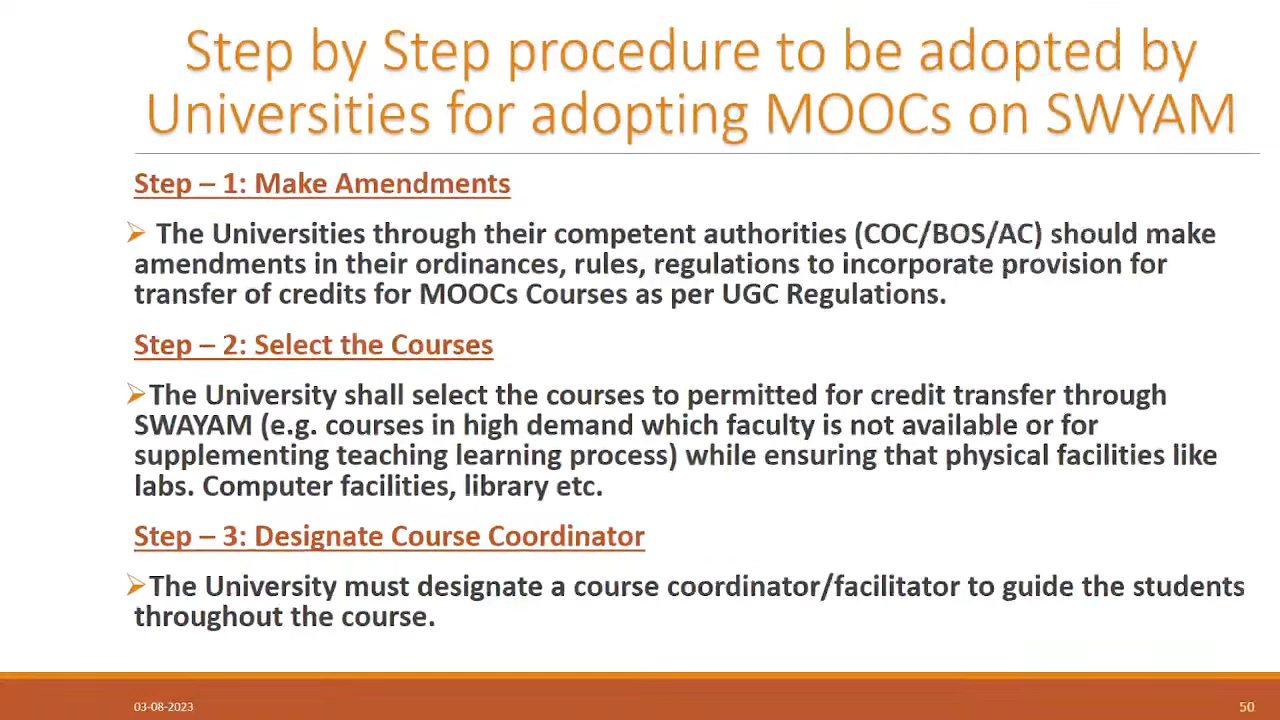 Step by Step procedure to be adopted by
Universities for adopting MOOCs on SWYAM
Step – 1: Make Amendments
➢ The Universities through their competent authorities (COC/BOS/AC) should make
amendments in their ordinances, rules, regulations to incorporate provision for
transfer of credits for MOOCs Courses as per UGC Regulations.
Step – 2: Select the Courses
➢The University shall select the courses to permitted for credit transfer through
SWAYAM (e.g. courses in high demand which faculty is not available or for
supplementing teaching learning process) while ensuring that physical facilities like
labs. Computer facilities, library etc.
Step – 3: Designate Course Coordinator
➢The University must designate a course coordinator/facilitator to guide the students
throughout the course.
03-08-2023
50